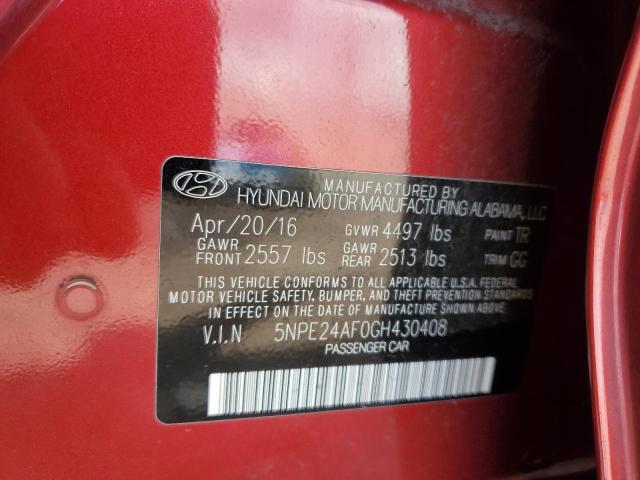 MANUFACTURED BY
HYUNDAI MOTOR MANUFACTURING ALABAMA, LLC
Apr/20/16 GVWR 4497 lbs PAINT TR
GAWR FRONT 2557 lbs GAWR REAR 2513 lbs TRIM GG
THIS VEHICLE CONFORMS TO ALL APPLICABLE U.S.A. FEDERAL
MOTOR VEHICLE SAFETY, BUMPER, AND THEFT PREVENTION STANDARDS
IN EFFECT ON THE DATE OF MANUFACTURE SHOWN ABOVE.
V.I.N 5NPE24AF0GH430408
PASSENGER CAR